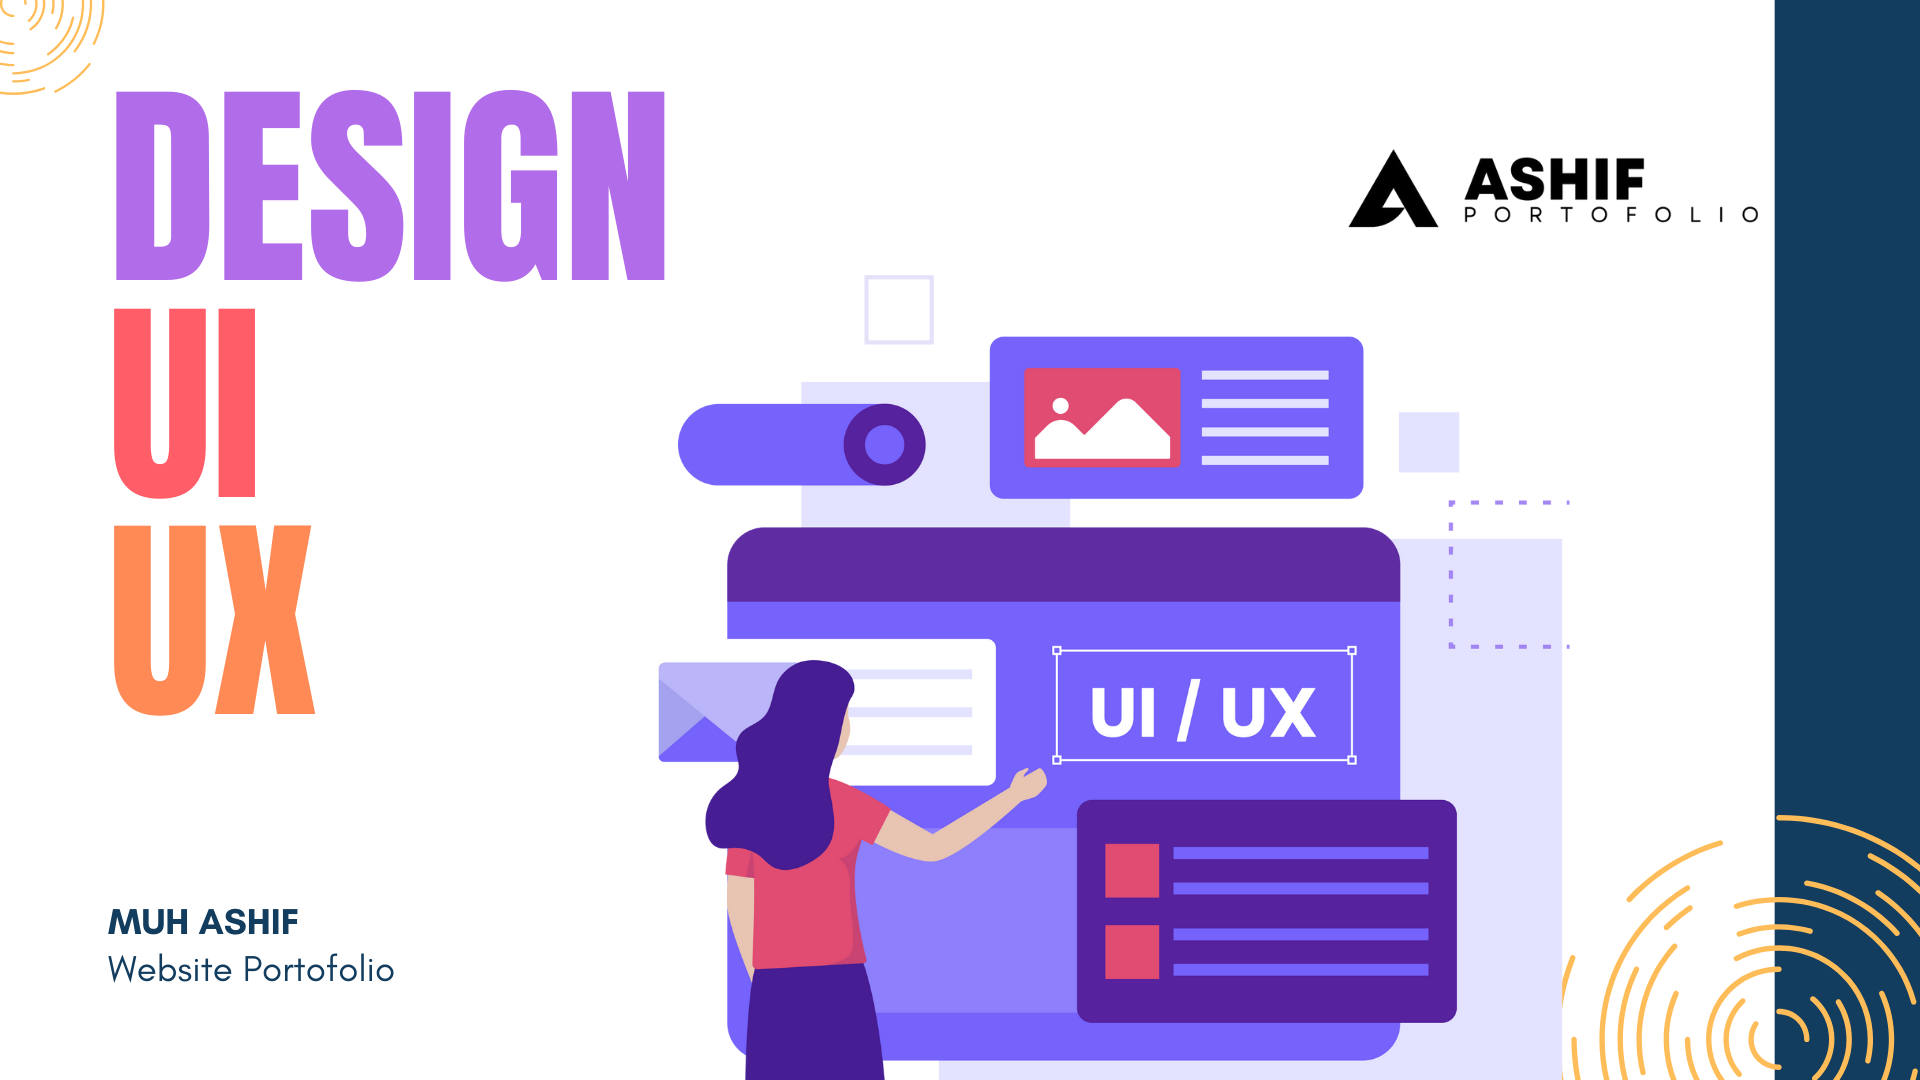 DESIGN
UI
UX
ASHIF
PORTOFOLIO
UI / UX
MUH ASHIF
Website Portofolio